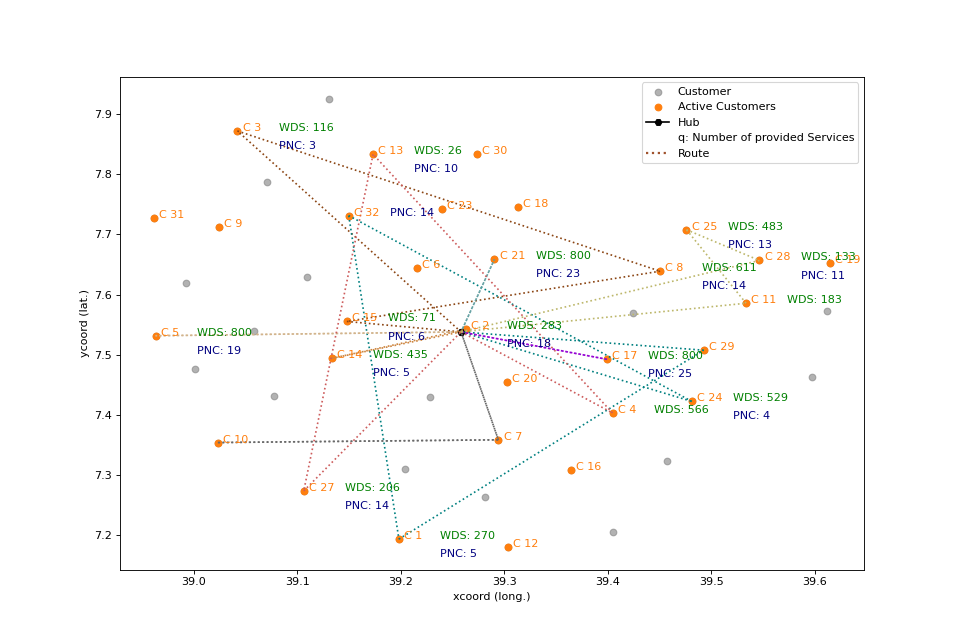 Customer
Active Customers
Hub
q: Number of provided Services
Route
C 3 WDS: 116
PNC: 3
C 13 WDS: 26
PNC: 10
C 30
C 31
C 9
C 32 PNC: 14
C 23
C 18
C 25 WDS: 483
PNC: 13
C 21 WDS: 800
PNC: 23
C 6
C 8 WDS: 611
PNC: 14
C 28 WDS: 133
PNC: 11
C 19
C 11 WDS: 183
C 15 WDS: 71
PNC: 6
C 2 WDS: 283
PNC: 18
C 5 WDS: 800
PNC: 19
C 14 WDS: 435
PNC: 5
C 17 WDS: 800
PNC: 25
C 29
C 20
C 24 WDS: 529
PNC: 4
C 4 WDS: 566
C 10
C 7
C 16
C 27 WDS: 206
PNC: 14
C 1 WDS: 270
PNC: 5
C 12
7.9
7.8
7.7
7.6
7.5
7.4
7.3
7.2
ycoord (lat.)
39.0 39.1 39.2 39.3 39.4 39.5 39.6
xcoord (long.)